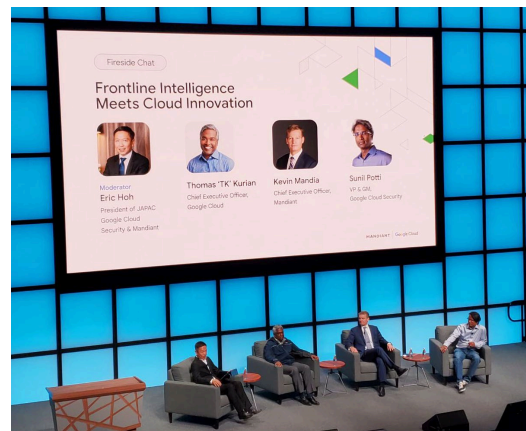 Fireside Chat
Frontline Intelligence
Meets Cloud Innovation
Moderator
Eric Hoh
President of JAPAC
Google Cloud
Security & Mandiant
Thomas 'TK' Kurian
Chief Executive Officer,
Google Cloud
Kevin Mandia
Chief Executive Officer,
Mandiant
Sunil Potti
VP & GM,
Google Cloud Security
MANDIANT | Google Cloud